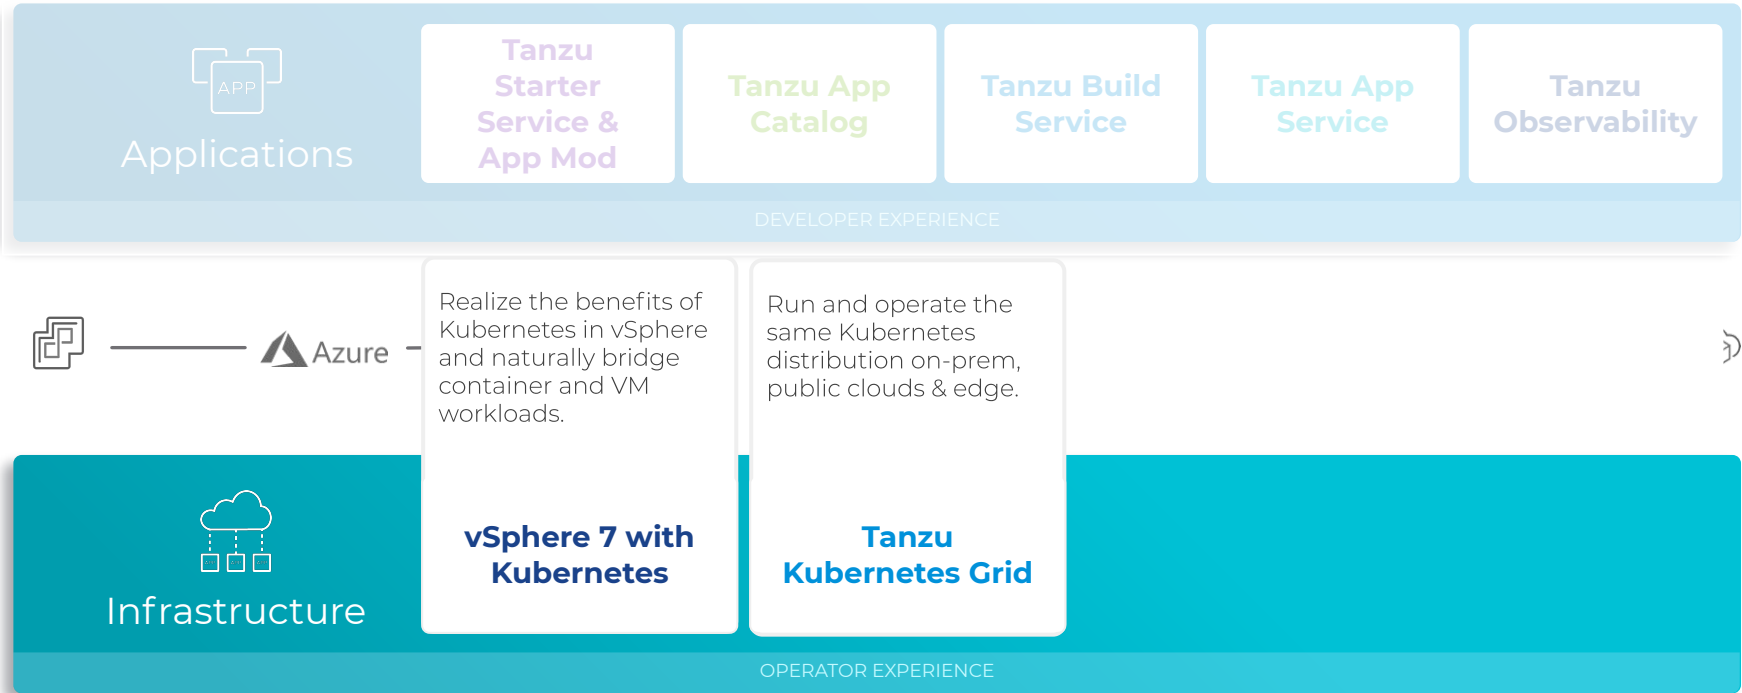 APP
Applications
Tanzu
Starter
Service &
App Mod
Tanzu App
Catalog
Tanzu Build
Service
Tanzu App
Service
Tanzu
Observability
DEVELOPER EXPERIENCE
Azure
Realize the benefits of
Kubernetes in vSphere
and naturally bridge
container and VM
workloads.
Run and operate the
same Kubernetes
distribution on-prem,
public clouds & edge.
Infrastructure
vSphere 7 with
Kubernetes
Tanzu
Kubernetes Grid
OPERATOR EXPERIENCE